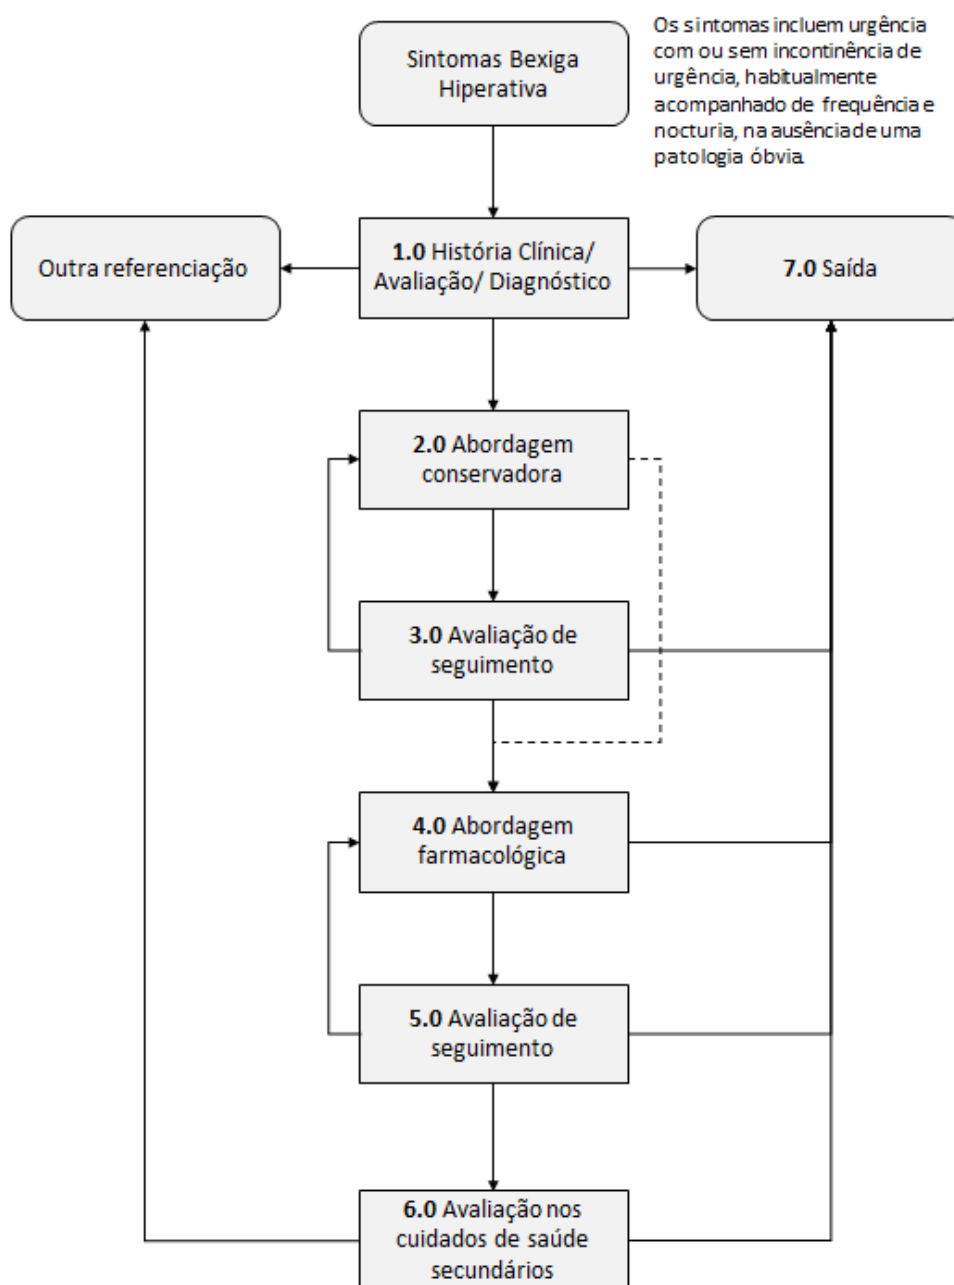 Sintomas Bexiga
Hiperativa
Os sintomas incluem urgência
com ou sem incontinência de
urgência, habitualmente
acompanhado de frequência e
nocturia, na ausência de uma
patologia óbvia.
Outra referenciação
1.0 História Clínica/
Avaliação/ Diagnóstico
7.0 Saída
2.0 Abordagem
conservadora
3.0 Avaliação de
seguimento
4.0 Abordagem
farmacológica
5.0 Avaliação de
seguimento
6.0 Avaliação nos
cuidados de saúde
secundários